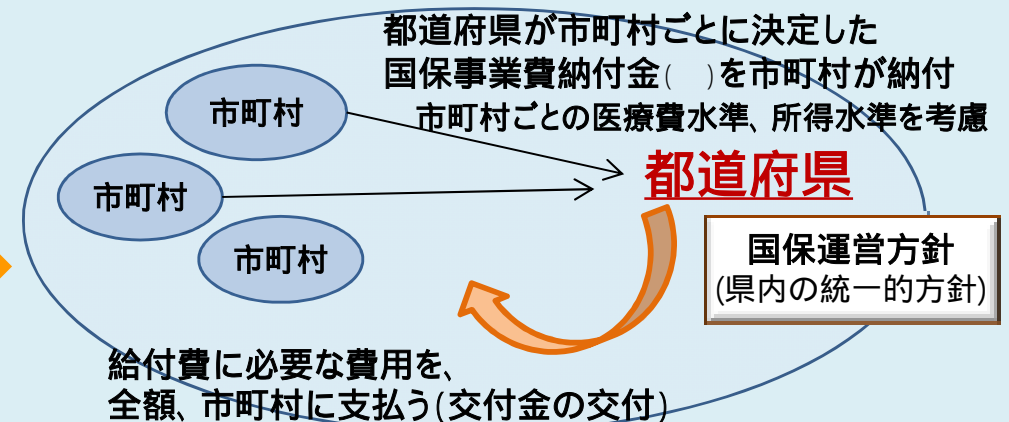 都道府県が市町村ごとに決定した
国保事業費納付金(　)を市町村が納付
市町村ごとの医療費水準、所得水準を考慮
市町村
市町村
市町村
都道府県
国保運営方針
(県内の統一的方針)
給付費に必要な費用を、
全額、市町村に支払う(交付金の交付)